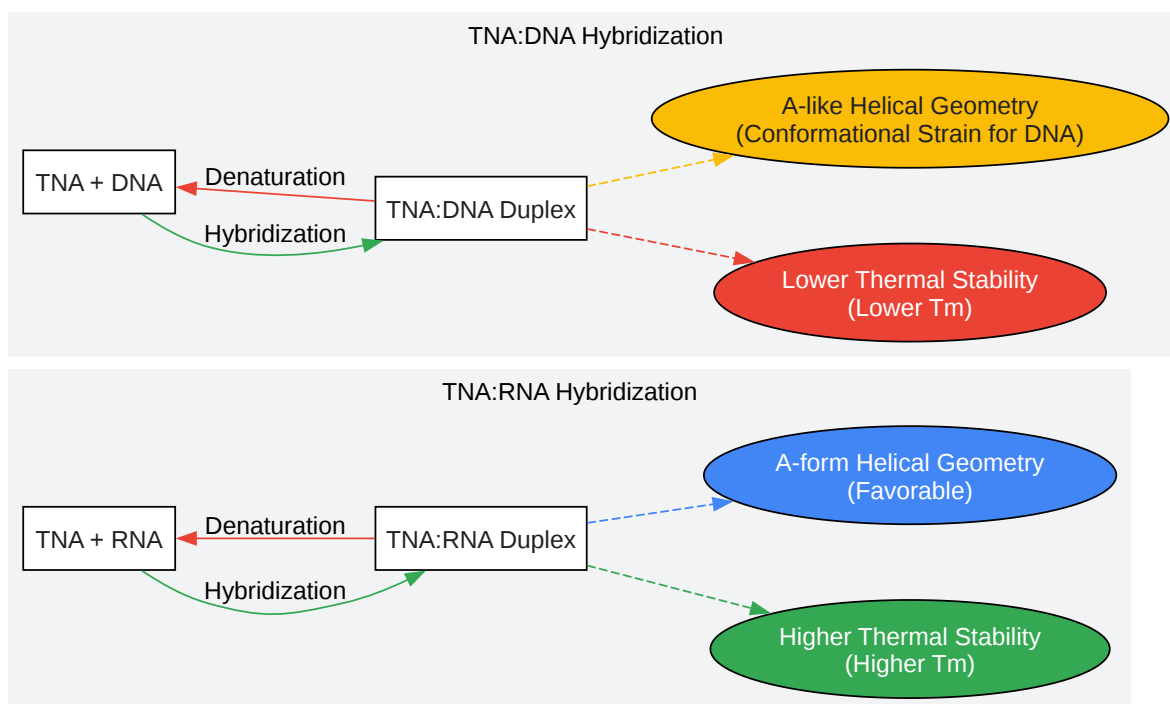 TNA:DNA Hybridization
A-like Helical Geometry
(Conformational Strain for DNA)
TNA + DNA
Denaturation
TNA:DNA Duplex
Hybridization
Lower Thermal Stability
(Lower Tm)
TNA:RNA Hybridization
A-form Helical Geometry
(Favorable)
TNA + RNA
Denaturation
TNA:RNA Duplex
Hybridization
Higher Thermal Stability
(Higher Tm)